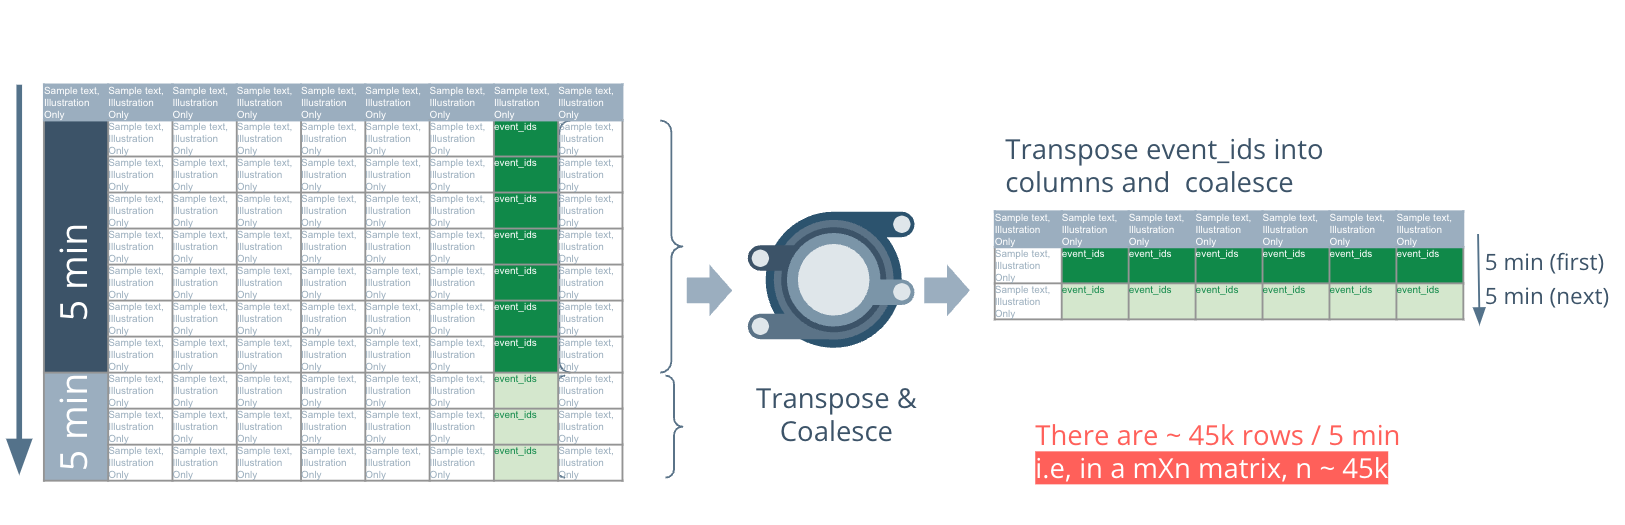 Sample text, Sample text, Sample text, Sample text, Sample text, Sample text, Sample text, Sample text, Sample text,
Illustration Illustration Illustration Illustration Illustration Illustration Illustration Illustration Illustration
Only Only Only Only Only Only Only Only Only
5 min
Sample text, Sample text, Sample text, Sample text, Sample text, Sample text, event_ids Sample text,
Illustration Illustration Illustration Illustration Illustration Illustration Illustration
Only Only Only Only Only Only Only
Sample text, Sample text, Sample text, Sample text, Sample text, Sample text, event_ids Sample text,
Illustration Illustration Illustration Illustration Illustration Illustration Illustration
Only Only Only Only Only Only Only
Sample text, Sample text, Sample text, Sample text, Sample text, Sample text, event_ids Sample text,
Illustration Illustration Illustration Illustration Illustration Illustration Illustration
Only Only Only Only Only Only Only
Sample text, Sample text, Sample text, Sample text, Sample text, Sample text, event_ids Sample text,
Illustration Illustration Illustration Illustration Illustration Illustration Illustration
Only Only Only Only Only Only Only
Sample text, Sample text, Sample text, Sample text, Sample text, Sample text, event_ids Sample text,
Illustration Illustration Illustration Illustration Illustration Illustration Illustration
Only Only Only Only Only Only Only
Sample text, Sample text, Sample text, Sample text, Sample text, Sample text, event_ids Sample text,
Illustration Illustration Illustration Illustration Illustration Illustration Illustration
Only Only Only Only Only Only Only
Sample text, Sample text, Sample text, Sample text, Sample text, Sample text, event_ids Sample text,
Illustration Illustration Illustration Illustration Illustration Illustration Illustration
Only Only Only Only Only Only Only
5 min
Sample text, Sample text, Sample text, Sample text, Sample text, Sample text, event_ids Sample text,
Illustration Illustration Illustration Illustration Illustration Illustration Illustration
Only Only Only Only Only Only Only
Sample text, Sample text, Sample text, Sample text, Sample text, Sample text, event_ids Sample text,
Illustration Illustration Illustration Illustration Illustration Illustration Illustration
Only Only Only Only Only Only Only
Sample text, Sample text, Sample text, Sample text, Sample text, Sample text, event_ids Sample text,
Illustration Illustration Illustration Illustration Illustration Illustration Illustration
Only Only Only Only Only Only Only
Transpose &
Coalesce
Transpose event_ids into
columns and coalesce
Sample text, Sample text, Sample text, Sample text, Sample text, Sample text, Sample text,
Illustration Illustration Illustration Illustration Illustration Illustration Illustration
Only Only Only Only Only Only Only
Sample text, event_ids event_ids event_ids event_ids event_ids event_ids
Illustration
Only
5 min (first)
Sample text, event_ids event_ids event_ids event_ids event_ids event_ids
Illustration
Only
5 min (next)
There are ~ 45k rows / 5 min
i.e, in a mXn matrix, n ~ 45k